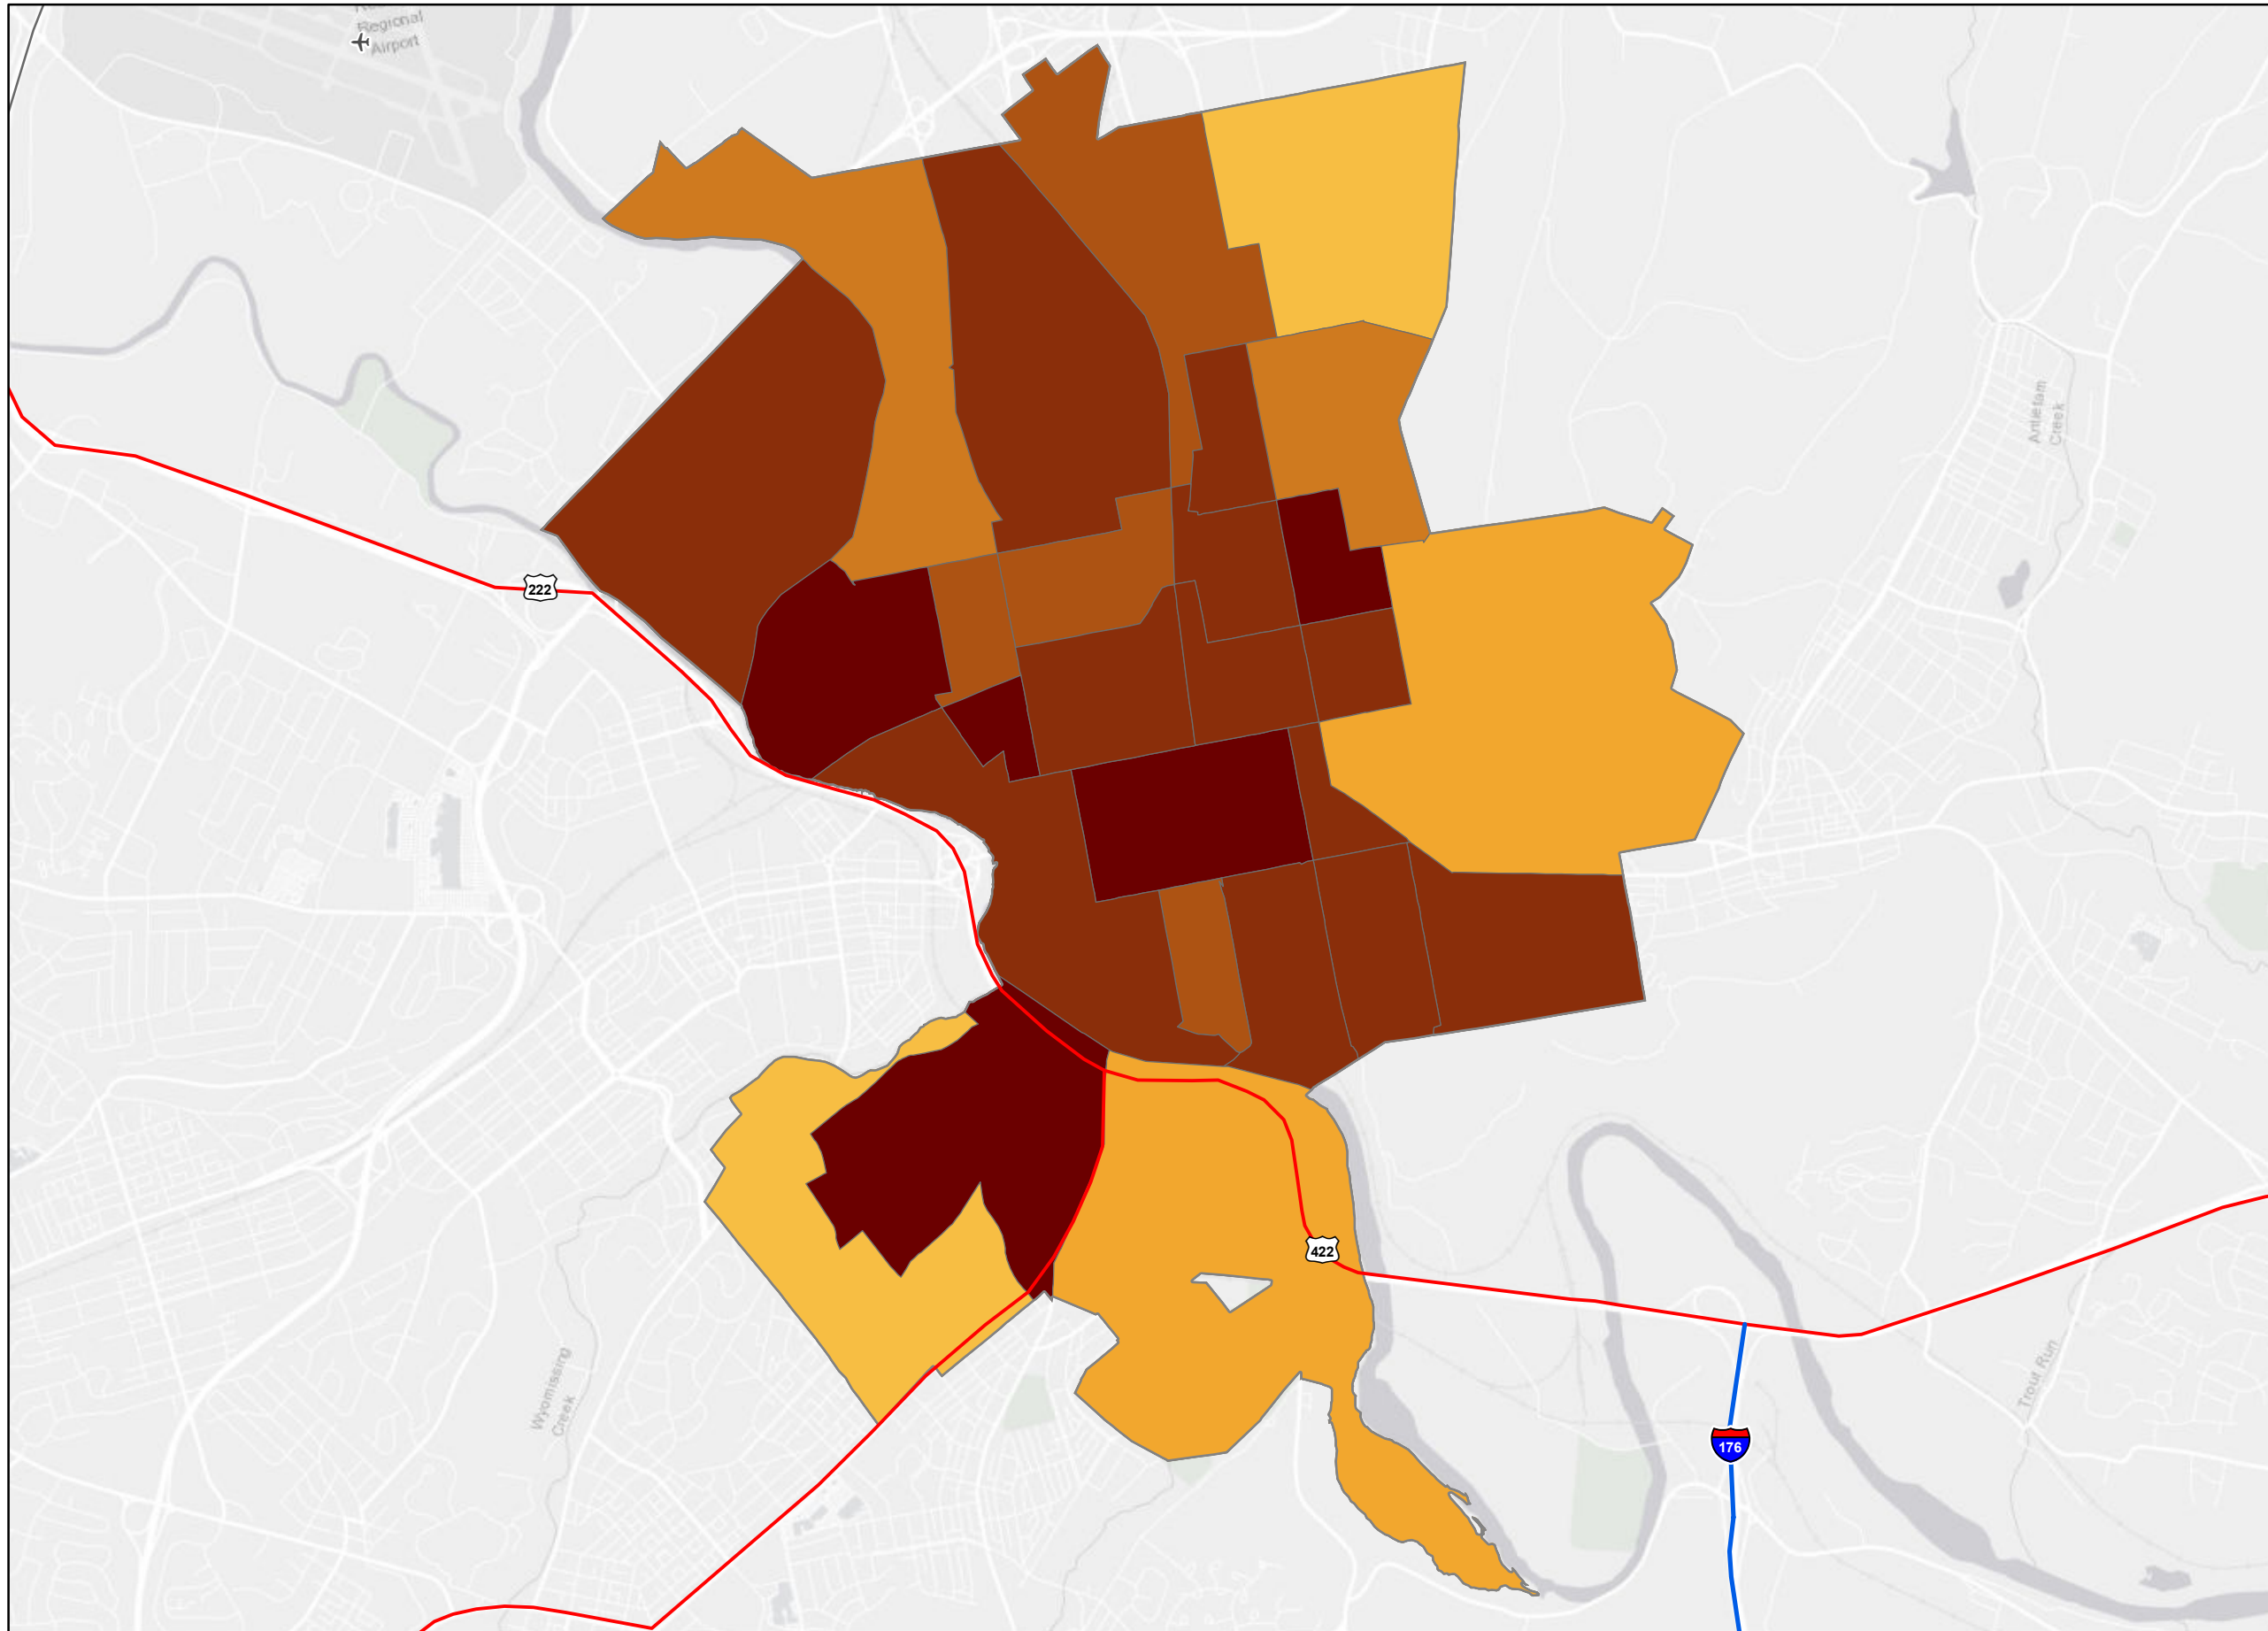 Regional
Airport
Antietam
Creek
222
422
Wyomissing
Creek
Trout Run
176